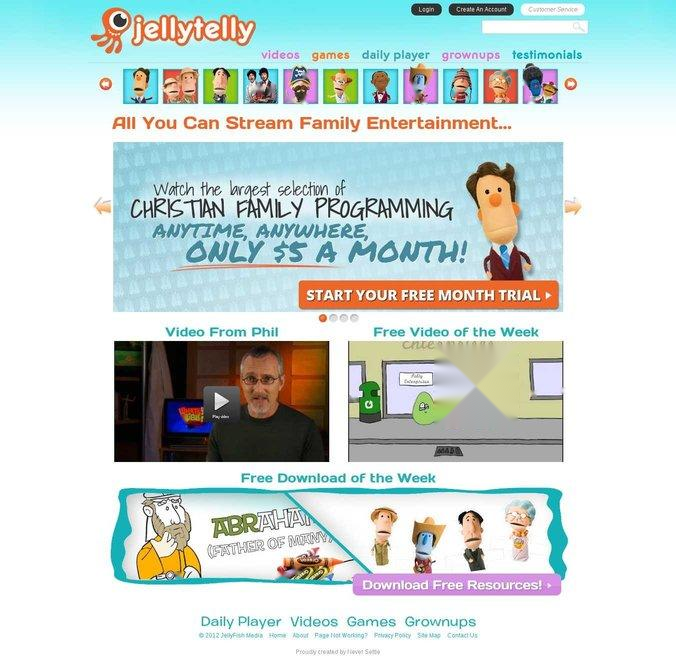 Login
Create An Account
Customer Service
jellytelly
videos games daily player grownups testimonials
All You Can Stream Family Entertainment...
Watch the largest selection of
CHRISTIAN FAMILY PROGRAMMING
ANYTIME, ANYWHERE,
ONLY $5 A MONTH!
START YOUR FREE MONTH TRIAL
Video From Phil
Free Video of the Week
Play video
Free Download of the Week
ABRAHAM
(FATHER OF MANY)
Download Free Resources!
Daily Player Videos Games Grownups
© 2012 JellyFish Media Home About Page Not Working? Privacy Policy Site Map Contact Us
Proudly created by Never Settle